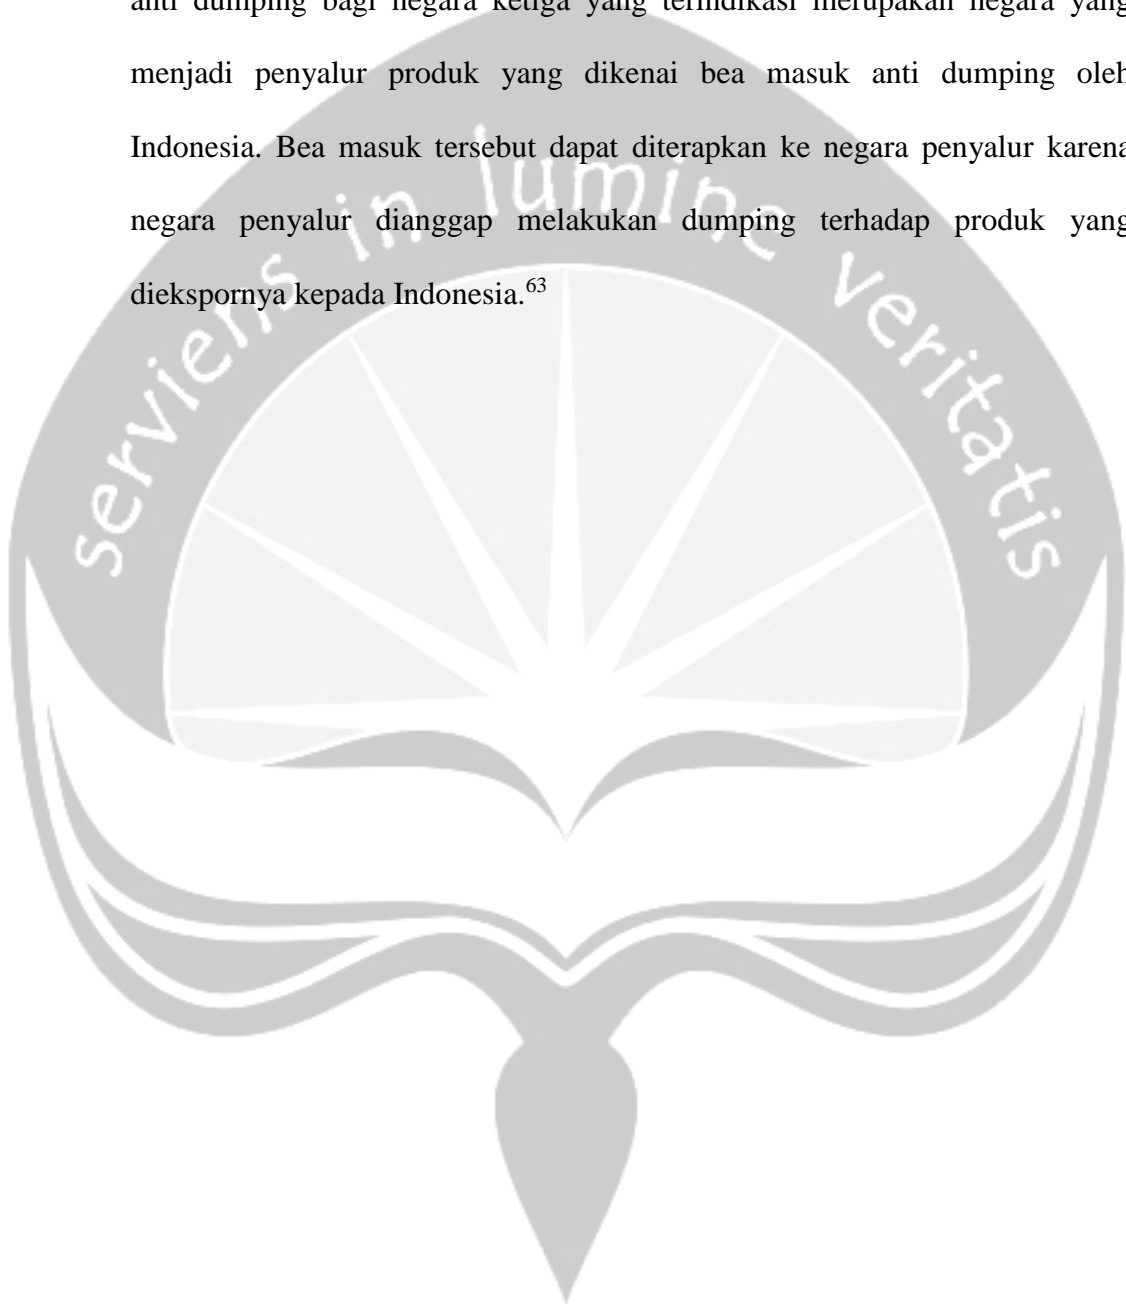 anti dumping bagi negara ketiga yang terindikasi merupakan negara yang
menjadi penyalur produk yang dikenai bea masuk anti dumping oleh
Indonesia. Bea masuk tersebut dapat diterapkan ke negara penyalur karena
negara penyalur dianggap melakukan dumping terhadap produk yang
diekspornya kepada Indonesia.63
serviens in lumine veritatis